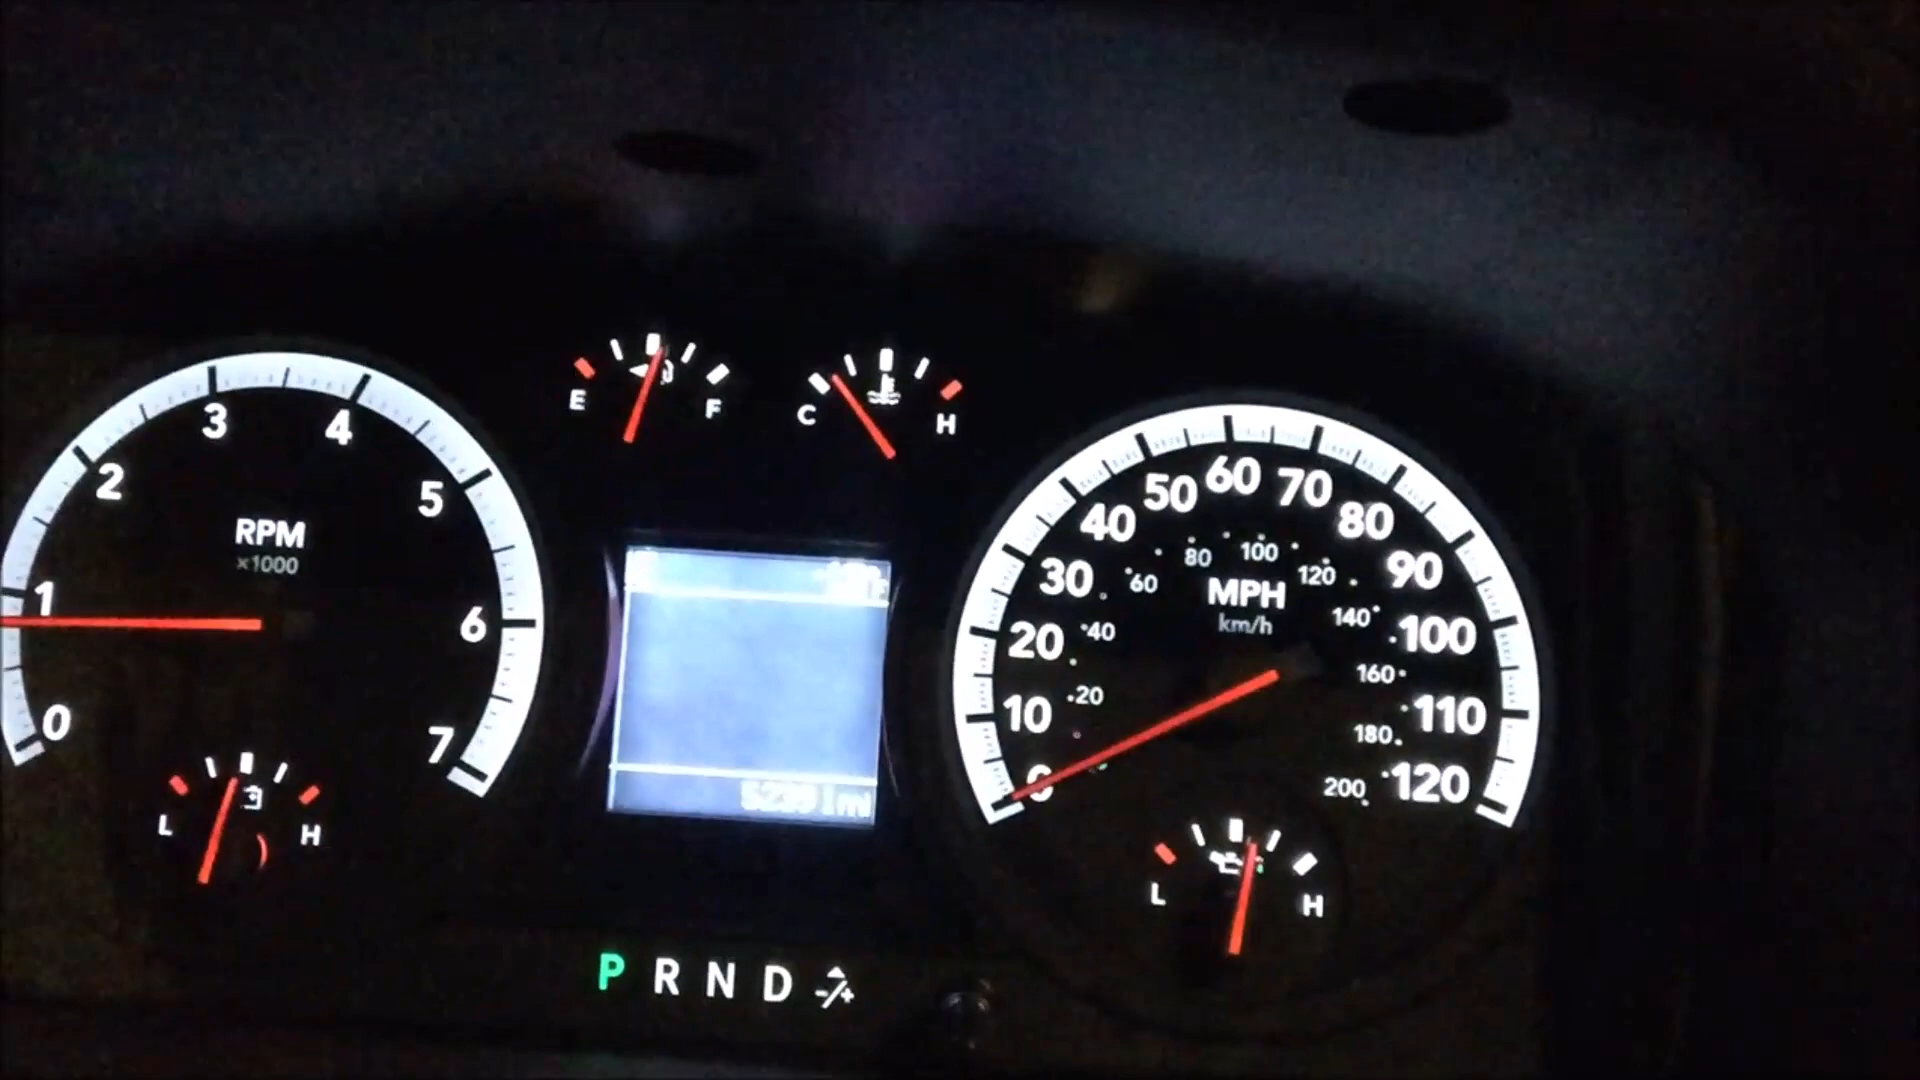 0 1 2 3 4 5 6 7
RPM
×1000
E F
C H
0 10 20 30 40 50 60 70 80 90 100 110 120
20 40 60 80 100 120 140 160 180 200
MPH
km/h
mi
L H
L H
P R N D -/+